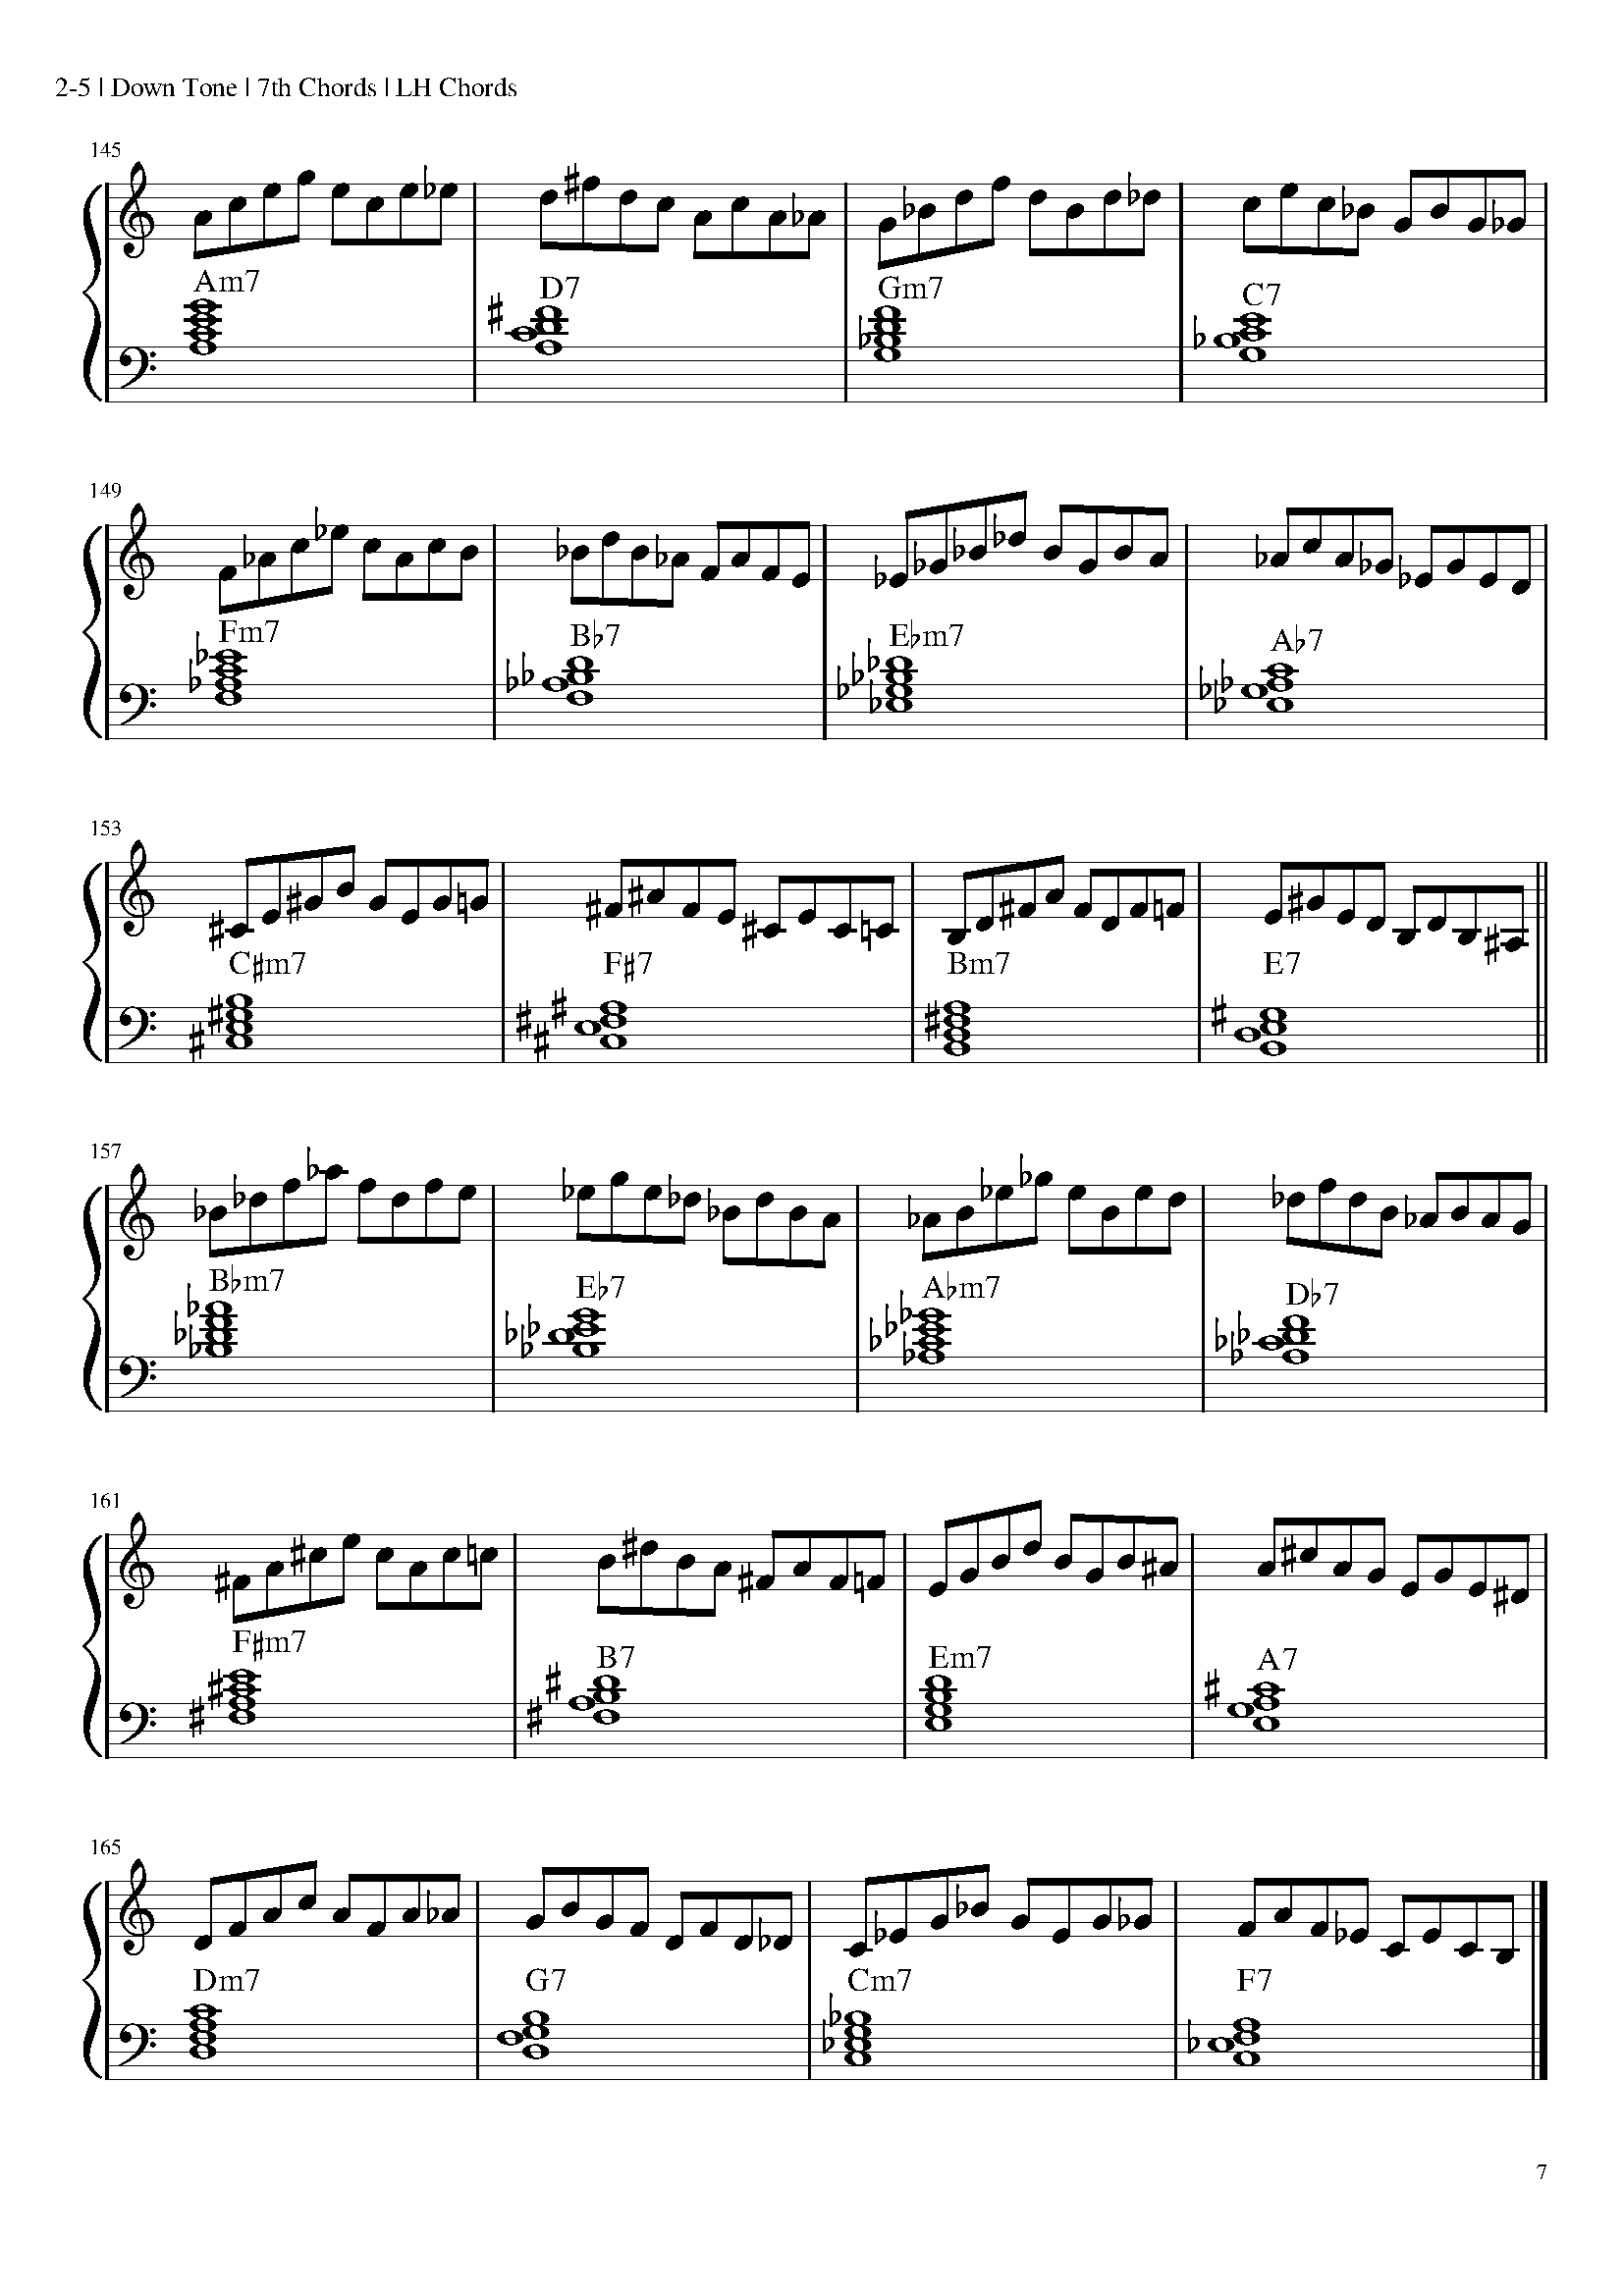 2-5 | Down Tone | 7th Chords | LH Chords
145
Am7 D7 Gm7 C7
149
Fm7 B♭7 E♭m7 A♭7
153
C♯m7 F♯7 Bm7 E7
157
B♭m7 E♭7 A♭m7 D♭7
161
F♯m7 B7 Em7 A7
165
Dm7 G7 Cm7 F7
7